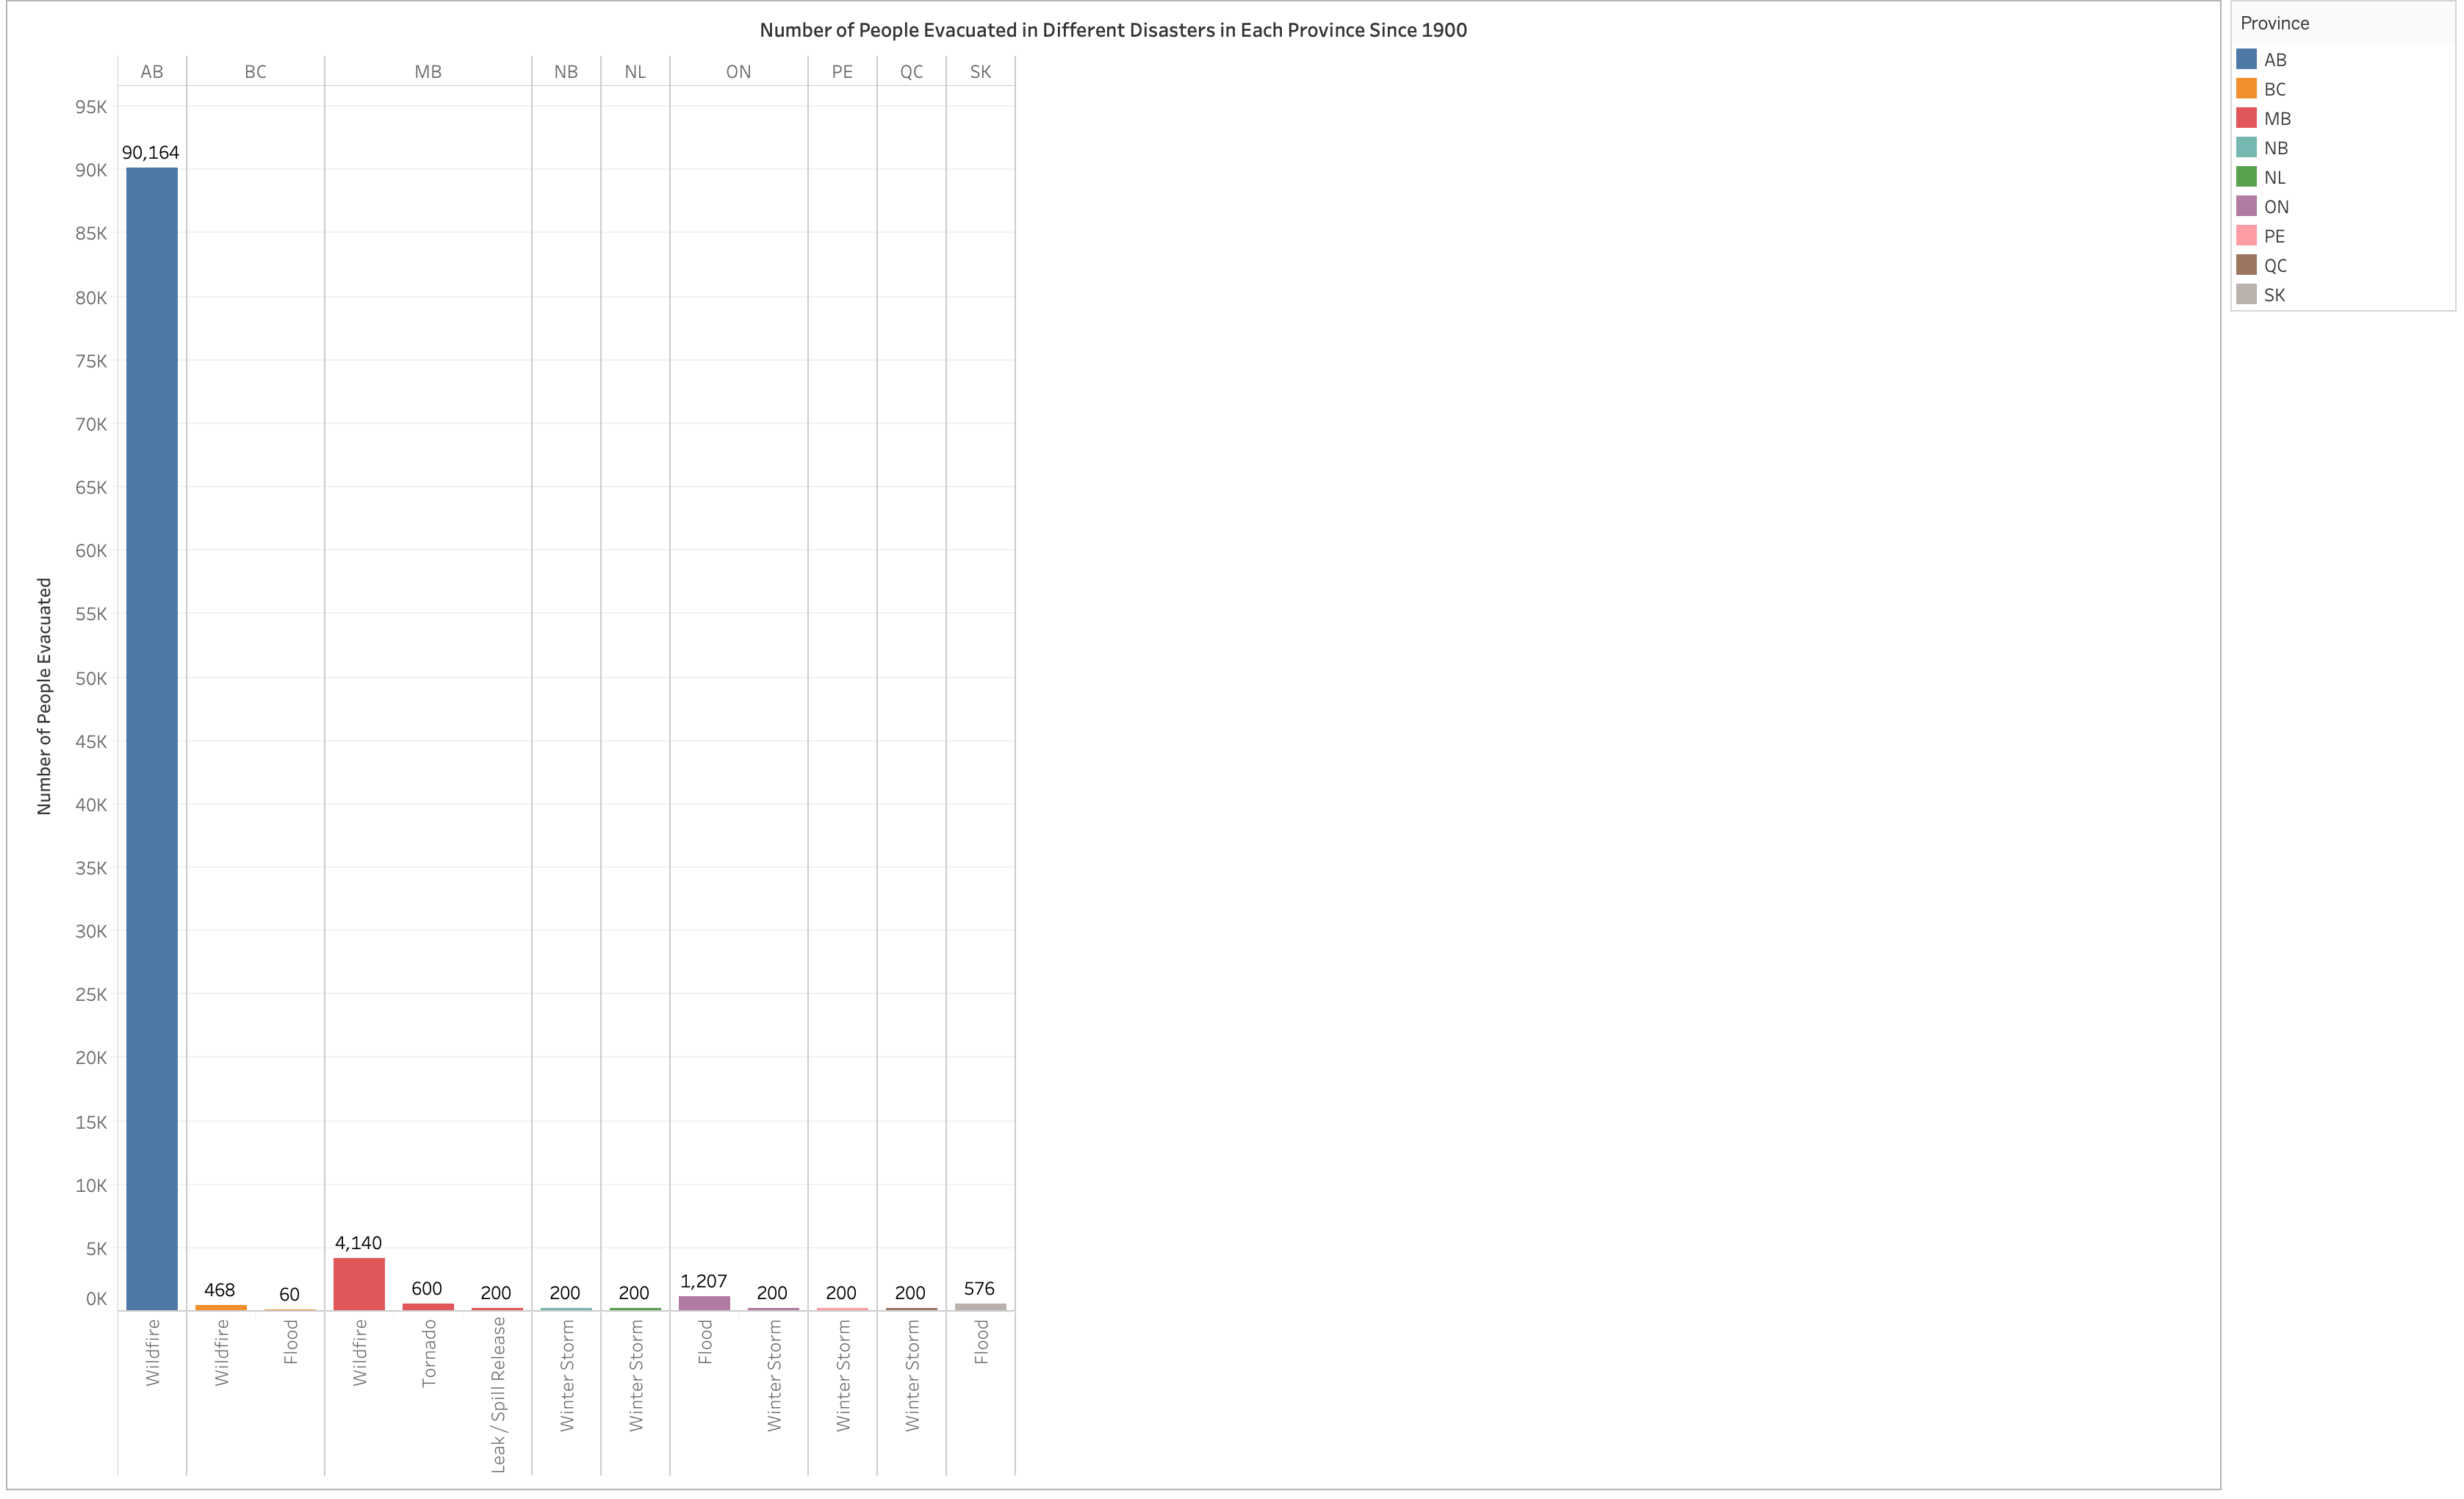 Number of People Evacuated in Different Disasters in Each Province Since 1900
AB BC MB NB NL ON PE QC SK
Number of People Evacuated
95K
90K
85K
80K
75K
70K
65K
60K
55K
50K
45K
40K
35K
30K
25K
20K
15K
10K
5K
0K
90,164
468
60
4,140
600
200
200
200
1,207
200
200
200
576
Wildfire
Wildfire
Flood
Wildfire
Tornado
Leak / Spill Release
Winter Storm
Winter Storm
Flood
Winter Storm
Winter Storm
Winter Storm
Flood
Province
AB
BC
MB
NB
NL
ON
PE
QC
SK